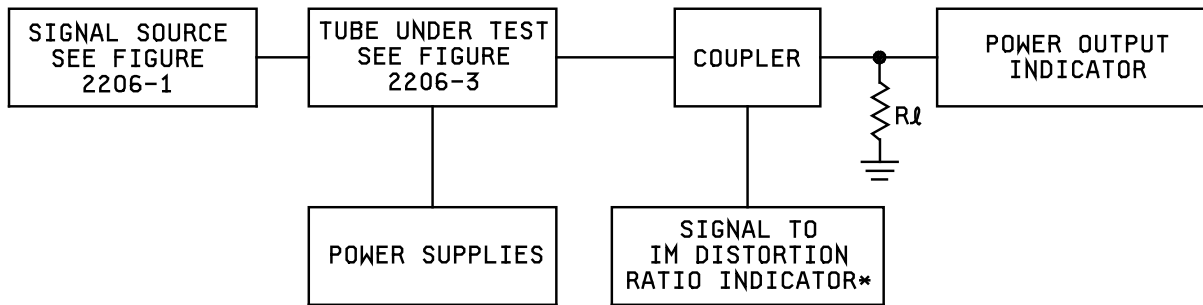 SIGNAL SOURCE
SEE FIGURE
2206-1
TUBE UNDER TEST
SEE FIGURE
2206-3
COUPLER
POWER OUTPUT
INDICATOR
Rℓ
POWER SUPPLIES
SIGNAL TO
IM DISTORTION
RATIO INDICATOR*